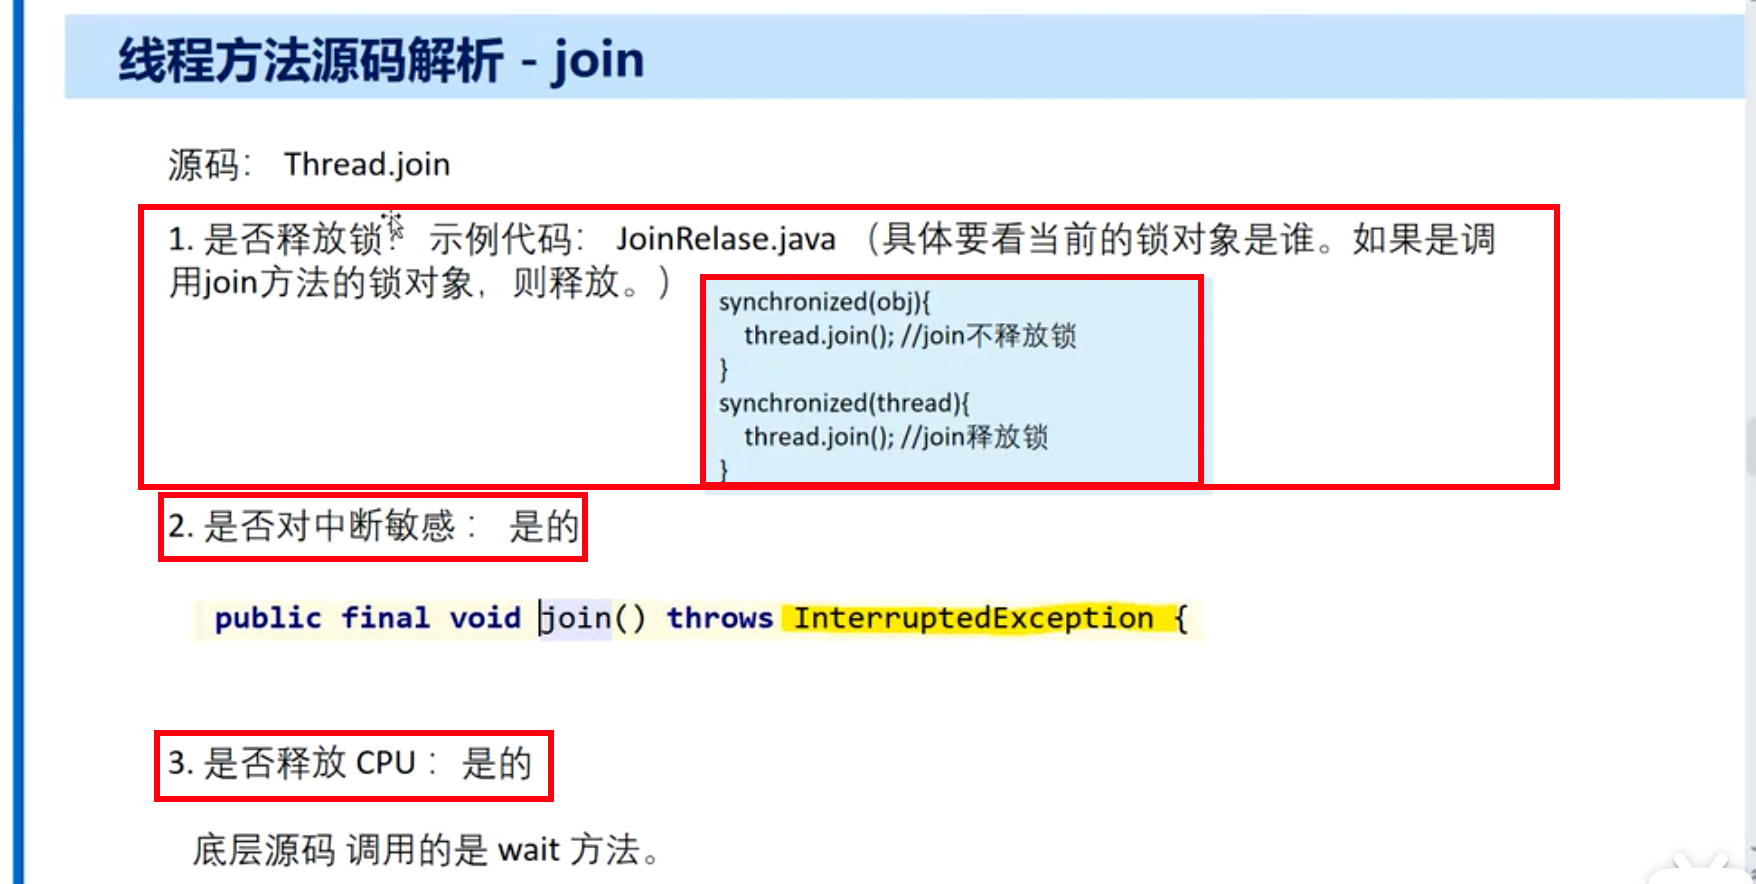 线程方法源码解析 - join
源码： Thread.join
1. 是否释放锁： 示例代码： JoinRelase.java （具体要看当前的锁对象是谁。如果是调
用join方法的锁对象，则释放。）
synchronized(obj){
thread.join(); //join不释放锁
}
synchronized(thread){
thread.join(); //join释放锁
}
2. 是否对中断敏感： 是的
public final void join() throws InterruptedException {
3. 是否释放 CPU： 是的
底层源码 调用的是 wait 方法。